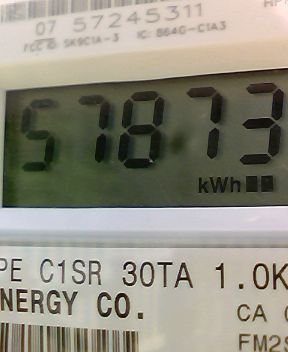 07 57245311
FCC ID: SK9C1A-3 IC: 864G-C1A3
57873
kWh
PE C1SR 30TA 1.0K
NERGY CO.
CA
FM2S